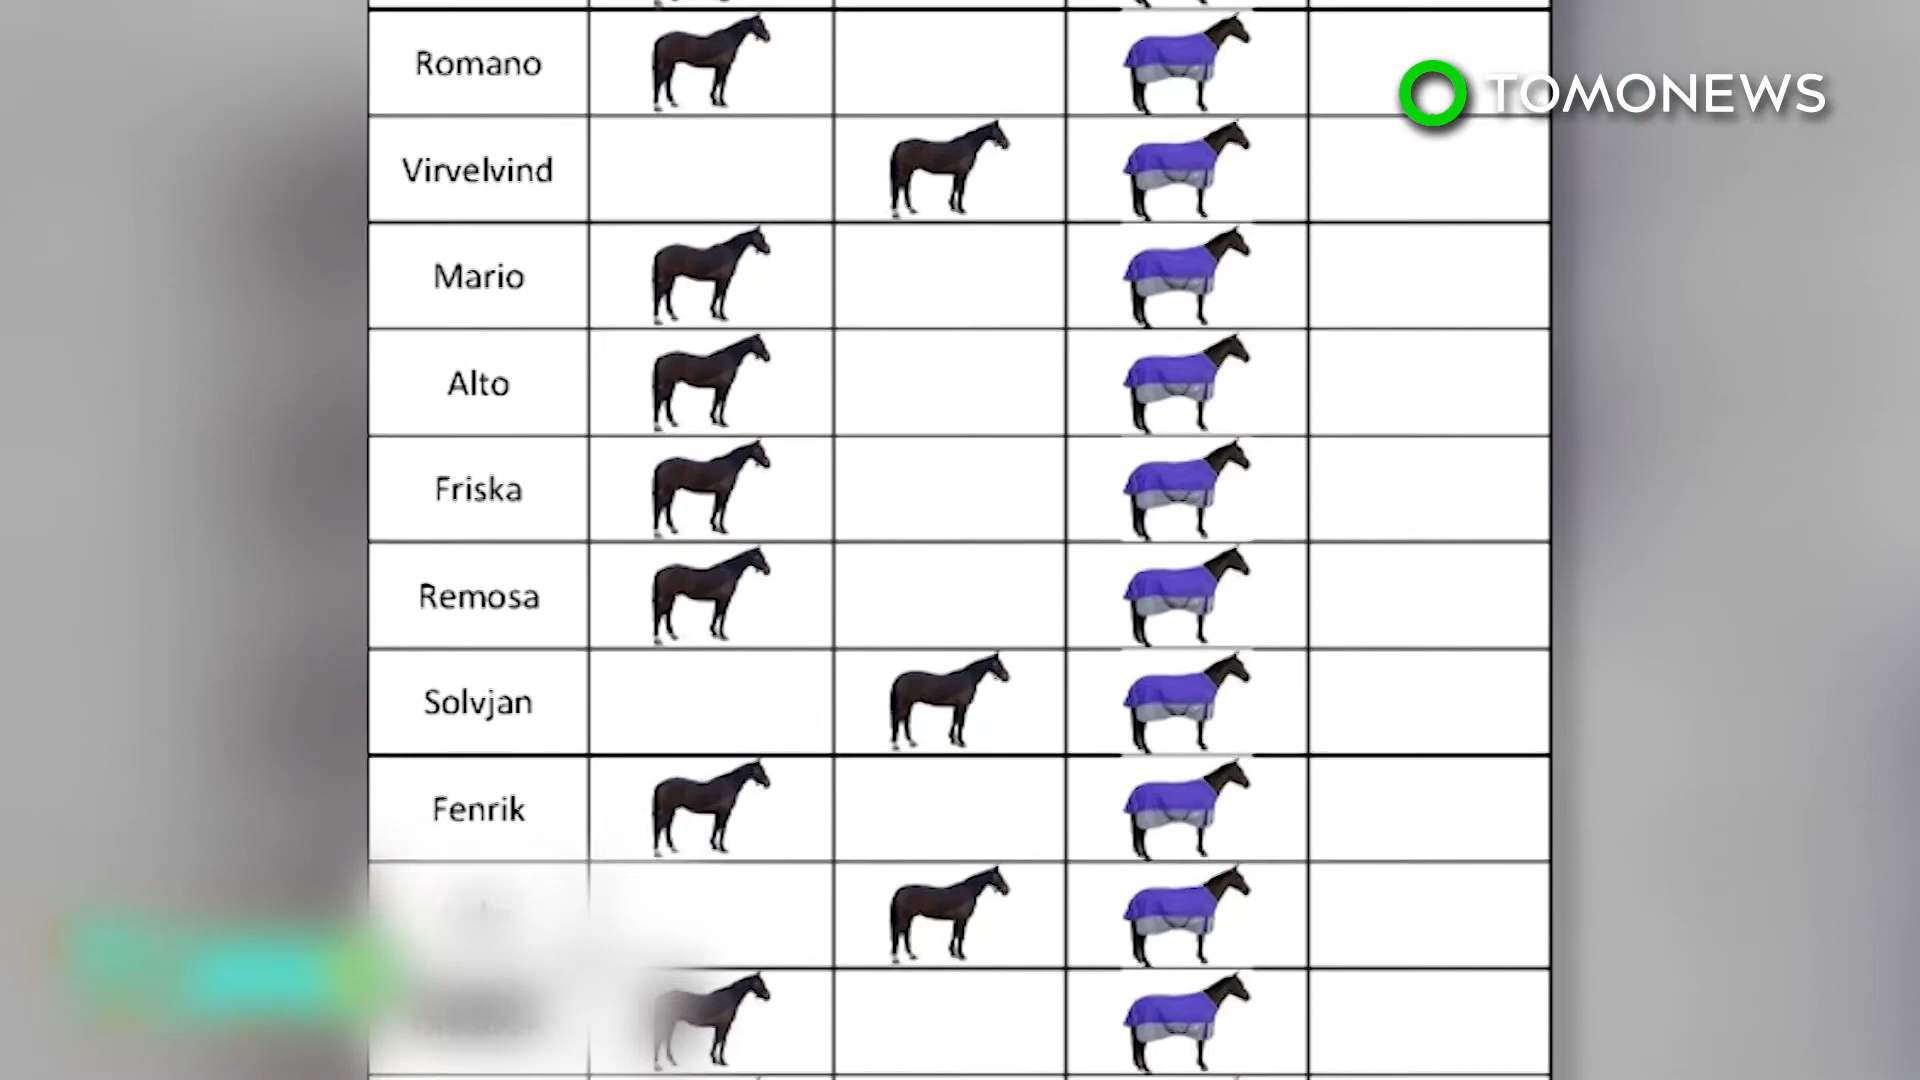 Romano
TOMONEWS
Virvelvind
Mario
Alto
Friska
Remosa
Solvjan
Fenrik